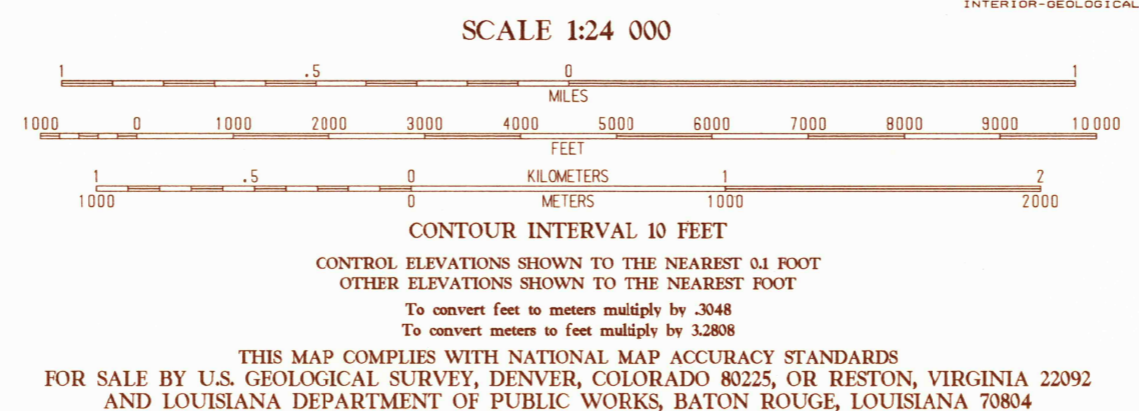 INTERIOR-GEOLOGICAL
SCALE 1:24 000
1 .5 0 1
MILES
1000 0 1000 2000 3000 4000 5000 6000 7000 8000 9000 10 000
FEET
1 .5 0 KILOMETERS 1 2
1000 0 METERS 1000 2000
CONTOUR INTERVAL 10 FEET
CONTROL ELEVATIONS SHOWN TO THE NEAREST 0.1 FOOT
OTHER ELEVATIONS SHOWN TO THE NEAREST FOOT
To convert feet to meters multiply by .3048
To convert meters to feet multiply by 3.2808
THIS MAP COMPLIES WITH NATIONAL MAP ACCURACY STANDARDS
FOR SALE BY U.S. GEOLOGICAL SURVEY, DENVER, COLORADO 80225, OR RESTON, VIRGINIA 22092
AND LOUISIANA DEPARTMENT OF PUBLIC WORKS, BATON ROUGE, LOUISIANA 70804